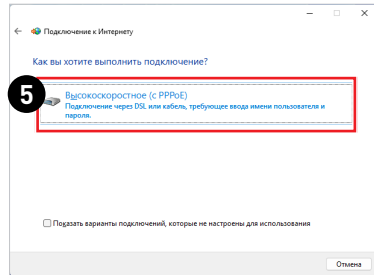 Подключение к Интернету
Как вы хотите выполнить подключение?
5
Высокоскоростное (с PPPoE)
Подключение через DSL или кабель, требующее ввода имени пользователя и
пароля.
Показать варианты подключений, которые не настроены для использования
Отмена